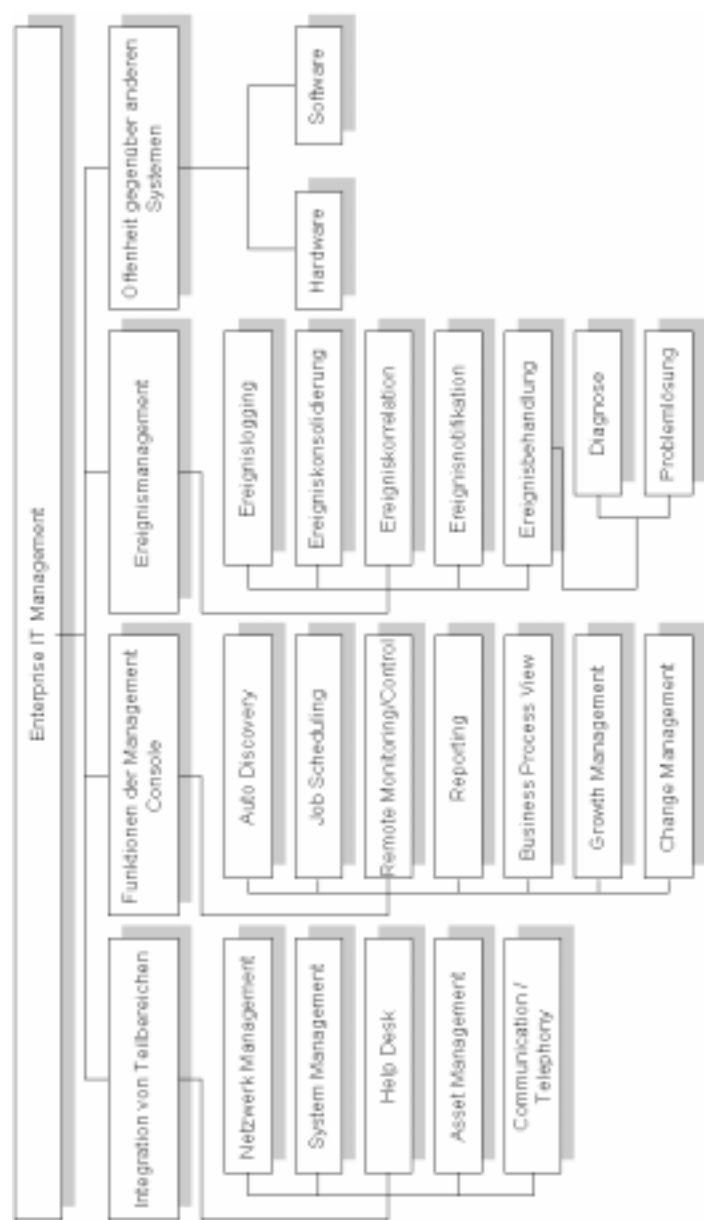 Enterprise IT Management
Integration von Teilbereichen
Netzwerk Management
System Management
Help Desk
Asset Management
Communication /
Telephony
Funktionen der Management
Console
Auto Discovery
Job Scheduling
Remote Monitoring/Control
Reporting
Business Process View
Growth Management
Change Management
Ereignismanagement
Ereignislogging
Ereigniskonsolidierung
Ereigniskorrelation
Ereignisnotifikation
Ereignisbehandlung
Diagnose
Problemlösung
Offenheit gegenüber anderen
Systemen
Hardware
Software